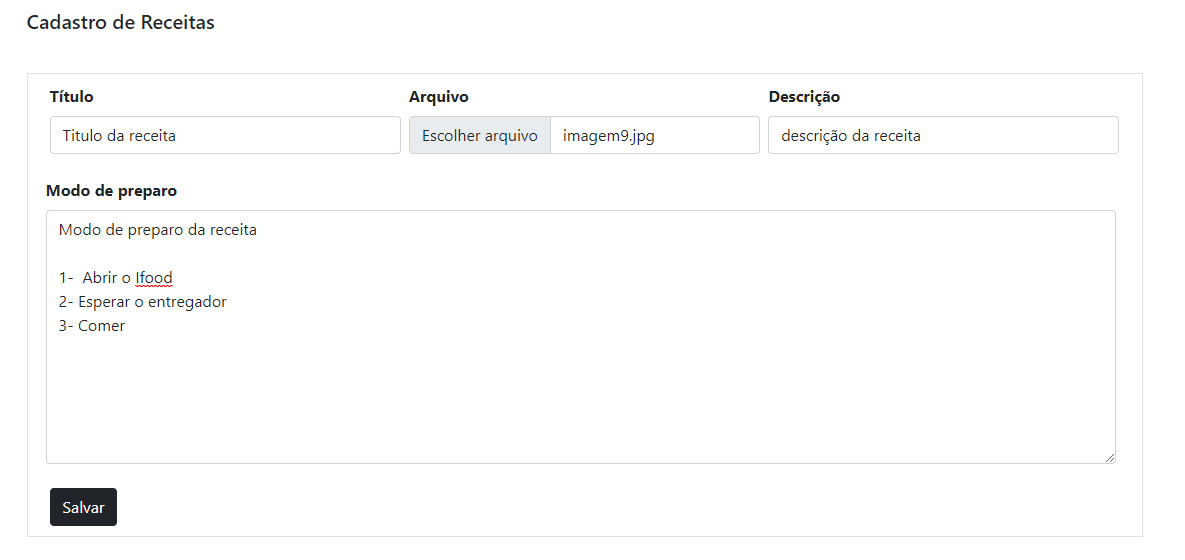 Cadastro de Receitas
Título
Arquivo
Descrição
Titulo da receita
Escolher arquivo
imagem9.jpg
descrição da receita
Modo de preparo
Modo de preparo da receita
1-  Abrir o Ifood
2- Esperar o entregador
3- Comer
Salvar